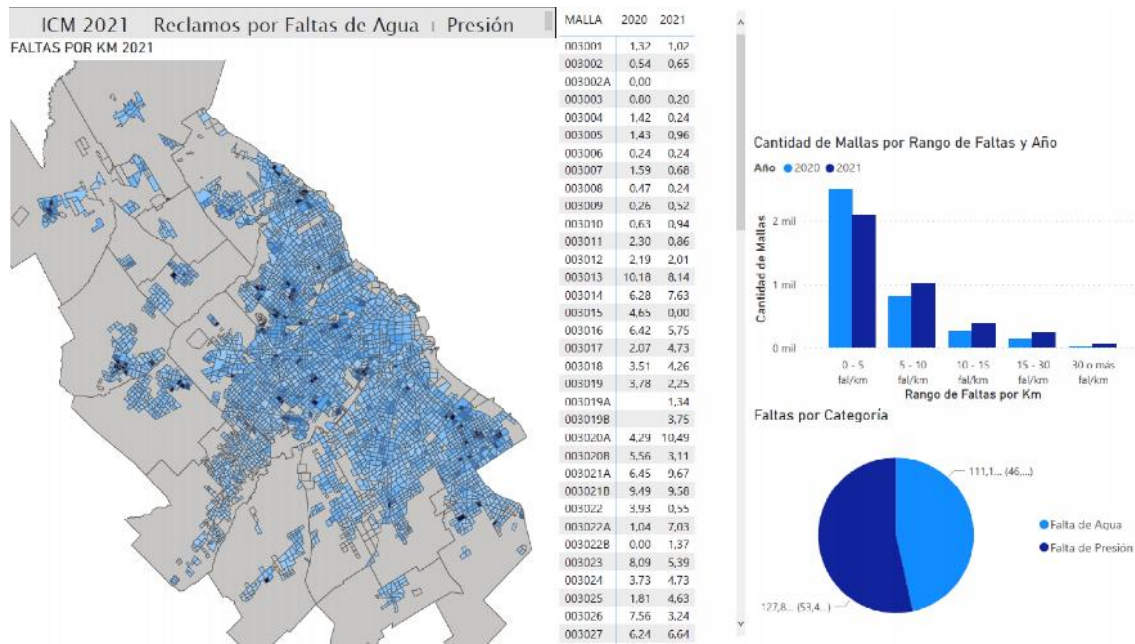 ICM 2021 Reclamos por Faltas de Agua | Presión
FALTAS POR KM 2021
MALLA 2020 2021
003001 1,32 1,02
003002 0,54 0,65
003002A 0,00
003003 0,80 0,20
003004 1,42 0,24
003005 1,43 0,96
003006 0,24 0,24
003007 1,59 0,68
003008 0,47 0,24
003009 0,26 0,52
003010 0,63 0,94
003011 2,30 0,86
003012 2,19 2,01
003013 10,18 8,14
003014 6,28 7,63
003015 4,65 0,00
003016 6,42 5,75
003017 2,07 4,73
003018 3,51 4,26
003019 3,78 2,25
003019A 1,34
003019B 3,75
003020A 4,29 10,49
003020B 5,56 3,11
003021A 6,45 9,67
003021B 9,49 9,58
003022 3,93 0,55
003022A 1,04 7,03
003022B 0,00 1,37
003023 8,09 5,39
003024 3,73 4,73
003025 1,81 4,63
003026 7,56 3,24
003027 6,24 6,64
Cantidad de Mallas por Rango de Faltas y Año
Año 2020 2021
Cantidad de Mallas
2 mil
1 mil
0 mil
0 - 5 5 - 10 10 - 15 15 - 30 30 o más
fal/km fal/km fal/km fal/km fal/km
Rango de Faltas por Km
Faltas por Categoría
111,1... (46,...)
Falta de Agua
Falta de Presión
127,8... (53,4...)